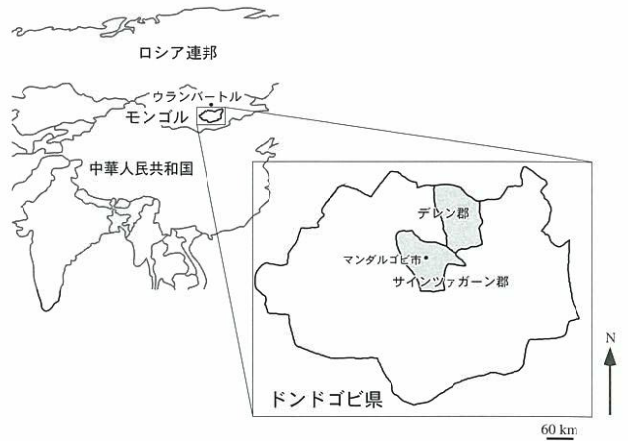 ロシア連邦
ウランバートル
モンゴル
中華人民共和国
デレン郡
マンダルゴビ市
サインツァガーン郡
ドンドゴビ県
N
60 km